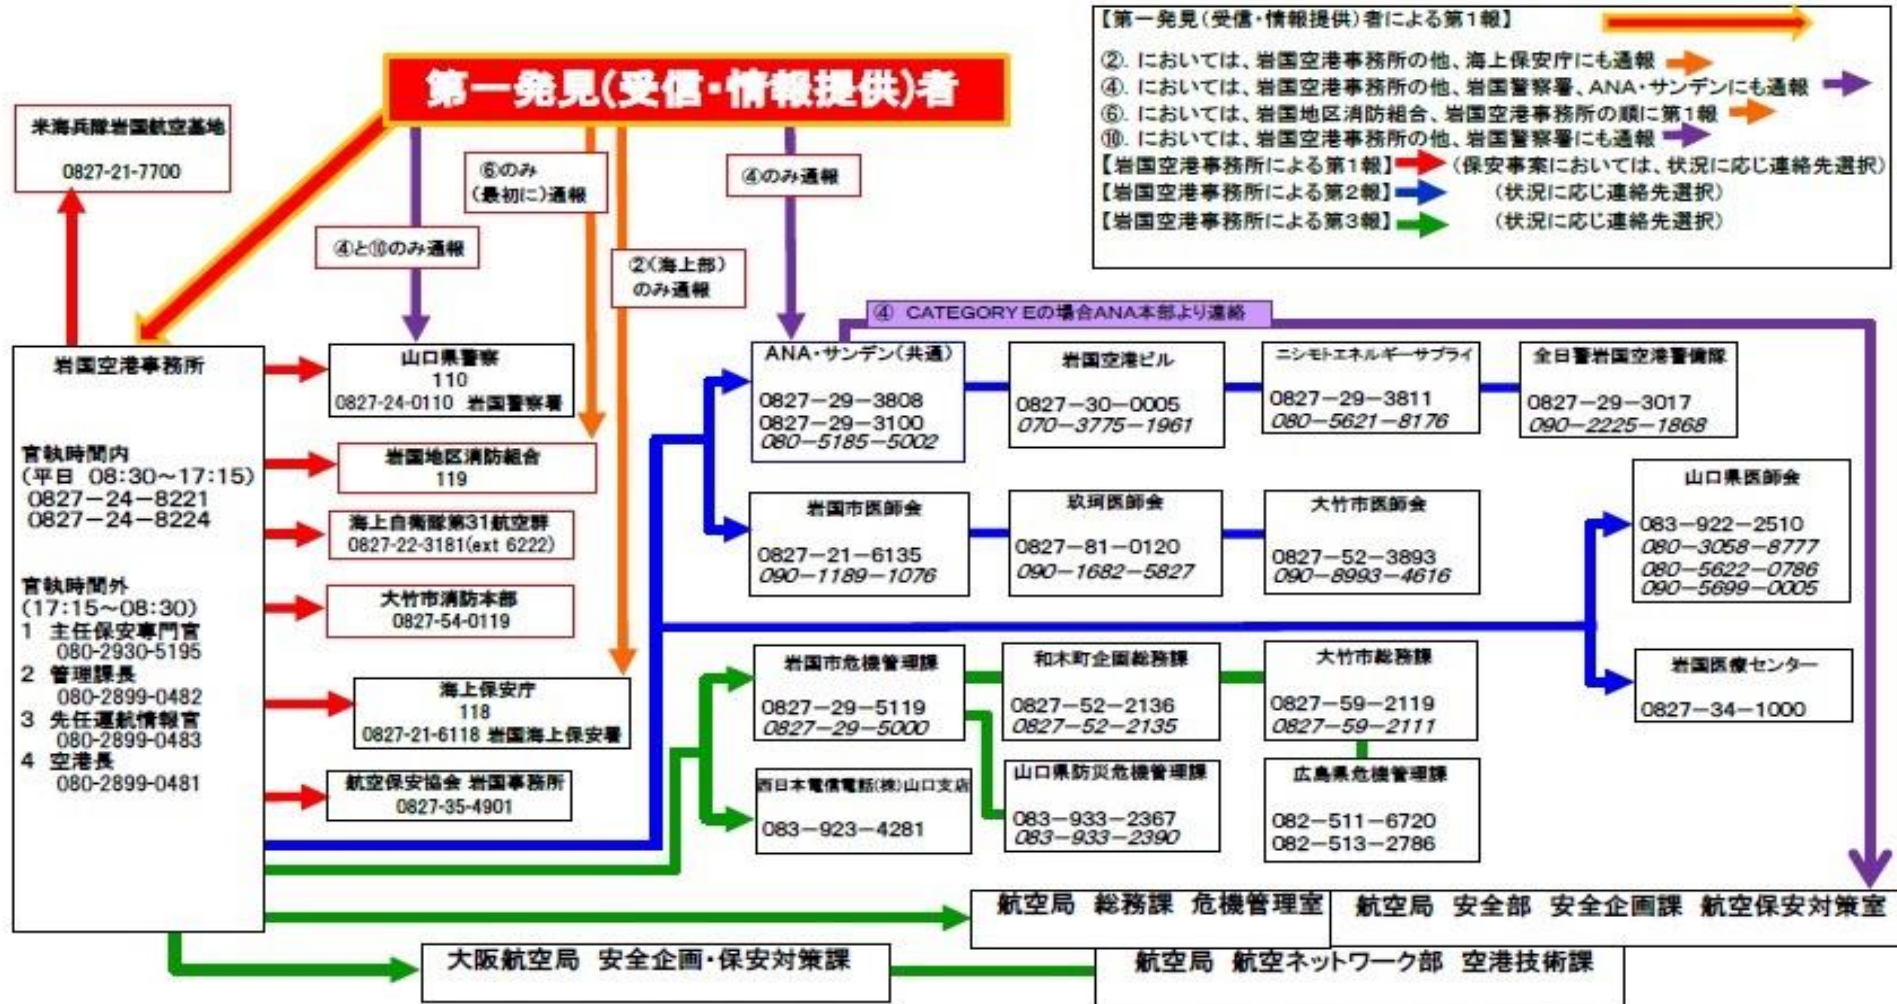 【第一発見(受信・情報提供)者による第1報】
②. においては、岩国空港事務所の他、海上保安庁にも通報
④. においては、岩国空港事務所の他、岩国警察署、ANA・サンデンにも通報
⑥. においては、岩国地区消防組合、岩国空港事務所の順に第1報
⑩. においては、岩国空港事務所の他、岩国警察署にも通報
【岩国空港事務所による第1報】 (保安事案においては、状況に応じ連絡先選択)
【岩国空港事務所による第2報】 (状況に応じ連絡先選択)
【岩国空港事務所による第3報】 (状況に応じ連絡先選択)
第一発見(受信・情報提供)者
米海兵隊岩国航空基地
0827-21-7700
⑥のみ
(最初に)通報
④のみ通報
④と⑩のみ通報
②(海上部)
のみ通報
④ CATEGORY Eの場合ANA本部より連絡
岩国空港事務所
官執時間内
(平日 08:30~17:15)
0827-24-8221
0827-24-8224
官執時間外
(17:15~08:30)
1 主任保安専門官
080-2930-5195
2 管理課長
080-2899-0482
3 先任運航情報官
080-2899-0483
4 空港長
080-2899-0481
山口県警察
110
0827-24-0110 岩国警察署
岩国地区消防組合
119
海上自衛隊第31航空群
0827-22-3181(ext 6222)
大竹市消防本部
0827-54-0119
海上保安庁
118
0827-21-6118 岩国海上保安署
航空保安協会 岩国事務所
0827-35-4901
ANA・サンデン(共通)
0827-29-3808
0827-29-3100
080-5185-5002
岩国空港ビル
0827-30-0005
070-3775-1961
ニシモトエネルギーサプライ
0827-29-3811
080-5621-8176
全日警岩国空港警備隊
0827-29-3017
090-2225-1868
岩国市医師会
0827-21-6135
090-1189-1076
玖珂医師会
0827-81-0120
090-1682-5827
大竹市医師会
0827-52-3893
090-8993-4616
山口県医師会
083-922-2510
080-3058-8777
080-5622-0786
090-5699-0005
岩国医療センター
0827-34-1000
岩国市危機管理課
0827-29-5119
0827-29-5000
和木町企画総務課
0827-52-2136
0827-52-2135
大竹市総務課
0827-59-2119
0827-59-2111
西日本電信電話(株)山口支店
083-923-4281
山口県防災危機管理課
083-933-2367
083-933-2390
広島県危機管理課
082-511-6720
082-513-2786
航空局 総務課 危機管理室
航空局 安全部 安全企画課 航空保安対策室
大阪航空局 安全企画・保安対策課
航空局 航空ネットワーク部 空港技術課